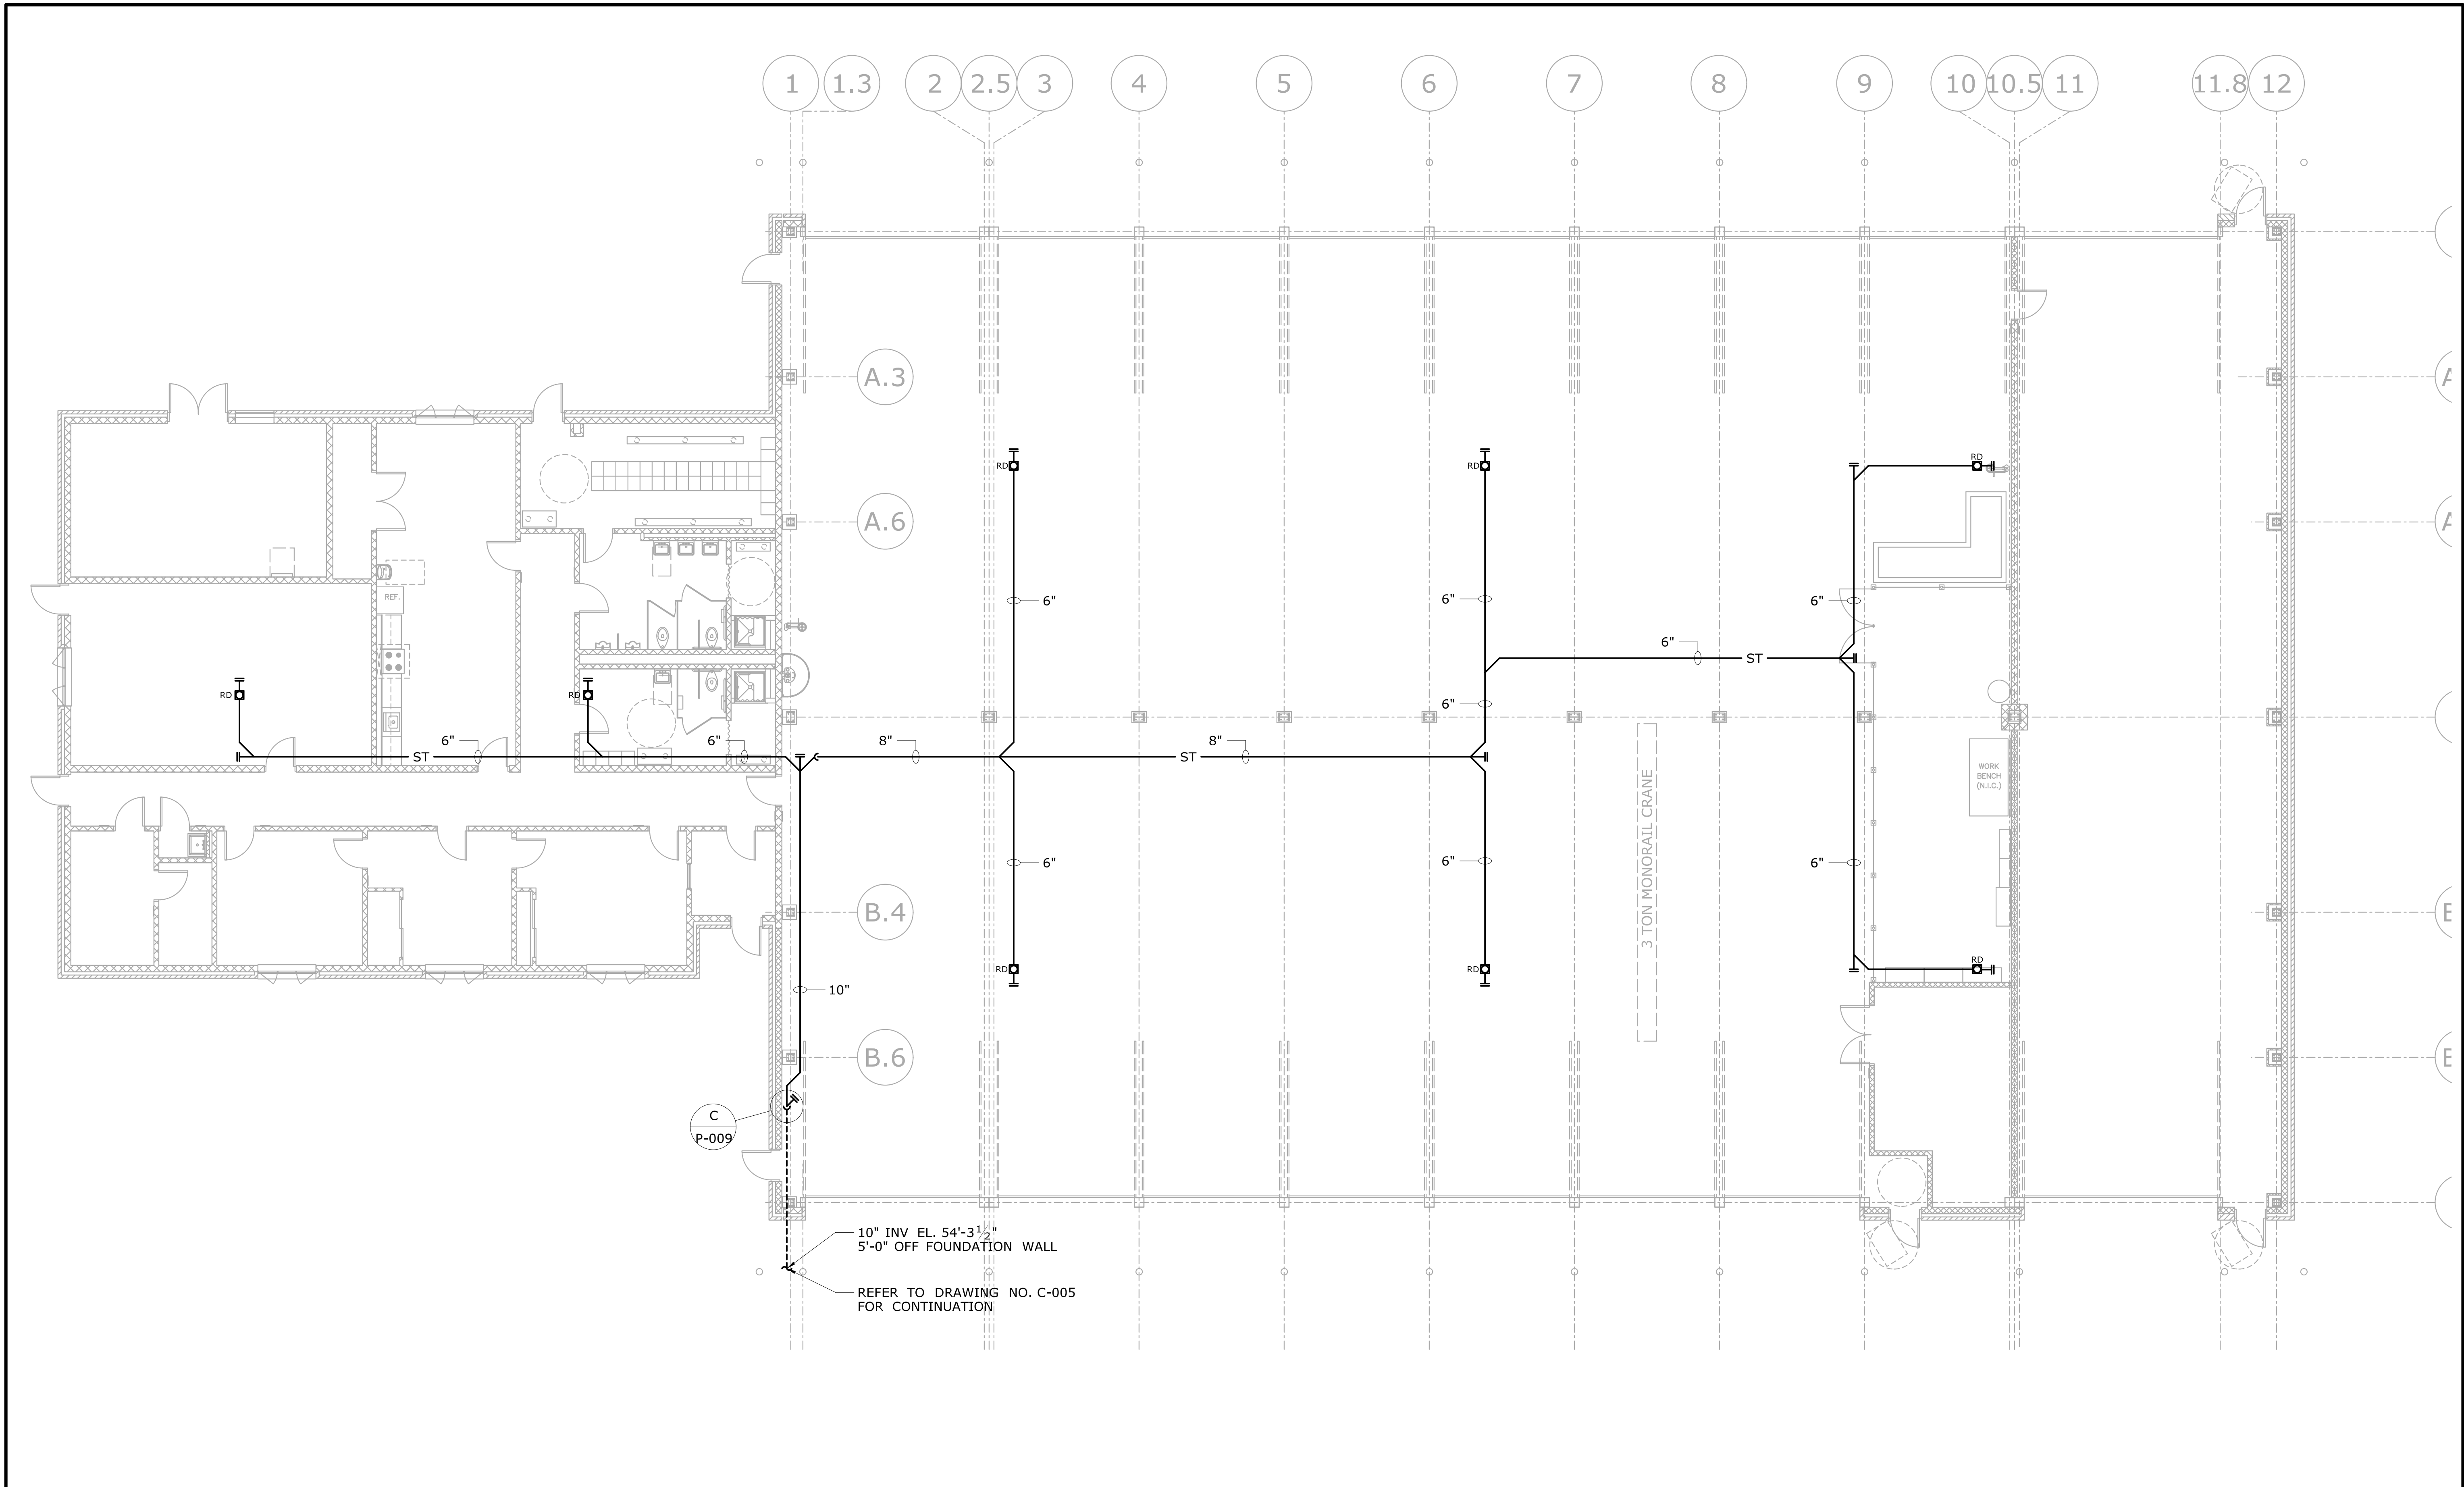 1 1.3 2 2.5 3 4 5 6 7 8 9 10 10.5 11 11.8 12
A.3
RD RD RD
A.6
REF.
6" 6" 6"
6" ST
RD RD
6"
6" ST 6" 8" ST 8"
WORK
BENCH
(N.I.C.)
3 TON MONORAIL CRANE
6" 6" 6"
B.4
RD RD RD
10"
B.6
C
P-009
10" INV EL. 54'-3 1/2"
5'-0" OFF FOUNDATION WALL
REFER TO DRAWING NO. C-005
FOR CONTINUATION